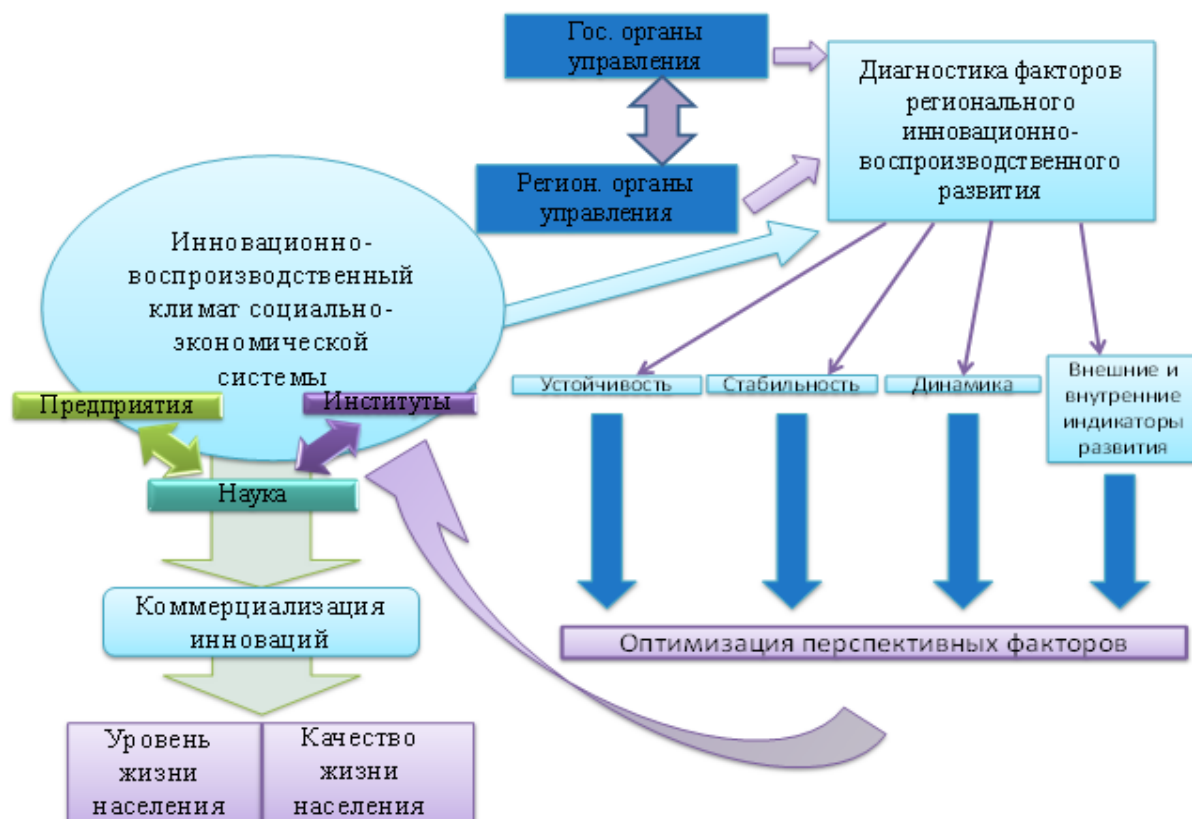 Гос. органы
управления
Диагностика факторов
регионального
инновационно-
воспроизводственного
развития
Регион. органы
управления
Инновационно-
воспроизводственный
климат социально-
экономической
системы
Предприятия
Институты
Наука
Устойчивость
Стабильность
Динамика
Внешние и
внутренние
индикаторы
развития
Коммерциализация
инноваций
Оптимизация перспективных факторов
Уровень
жизни
населения
Качество
жизни
населения